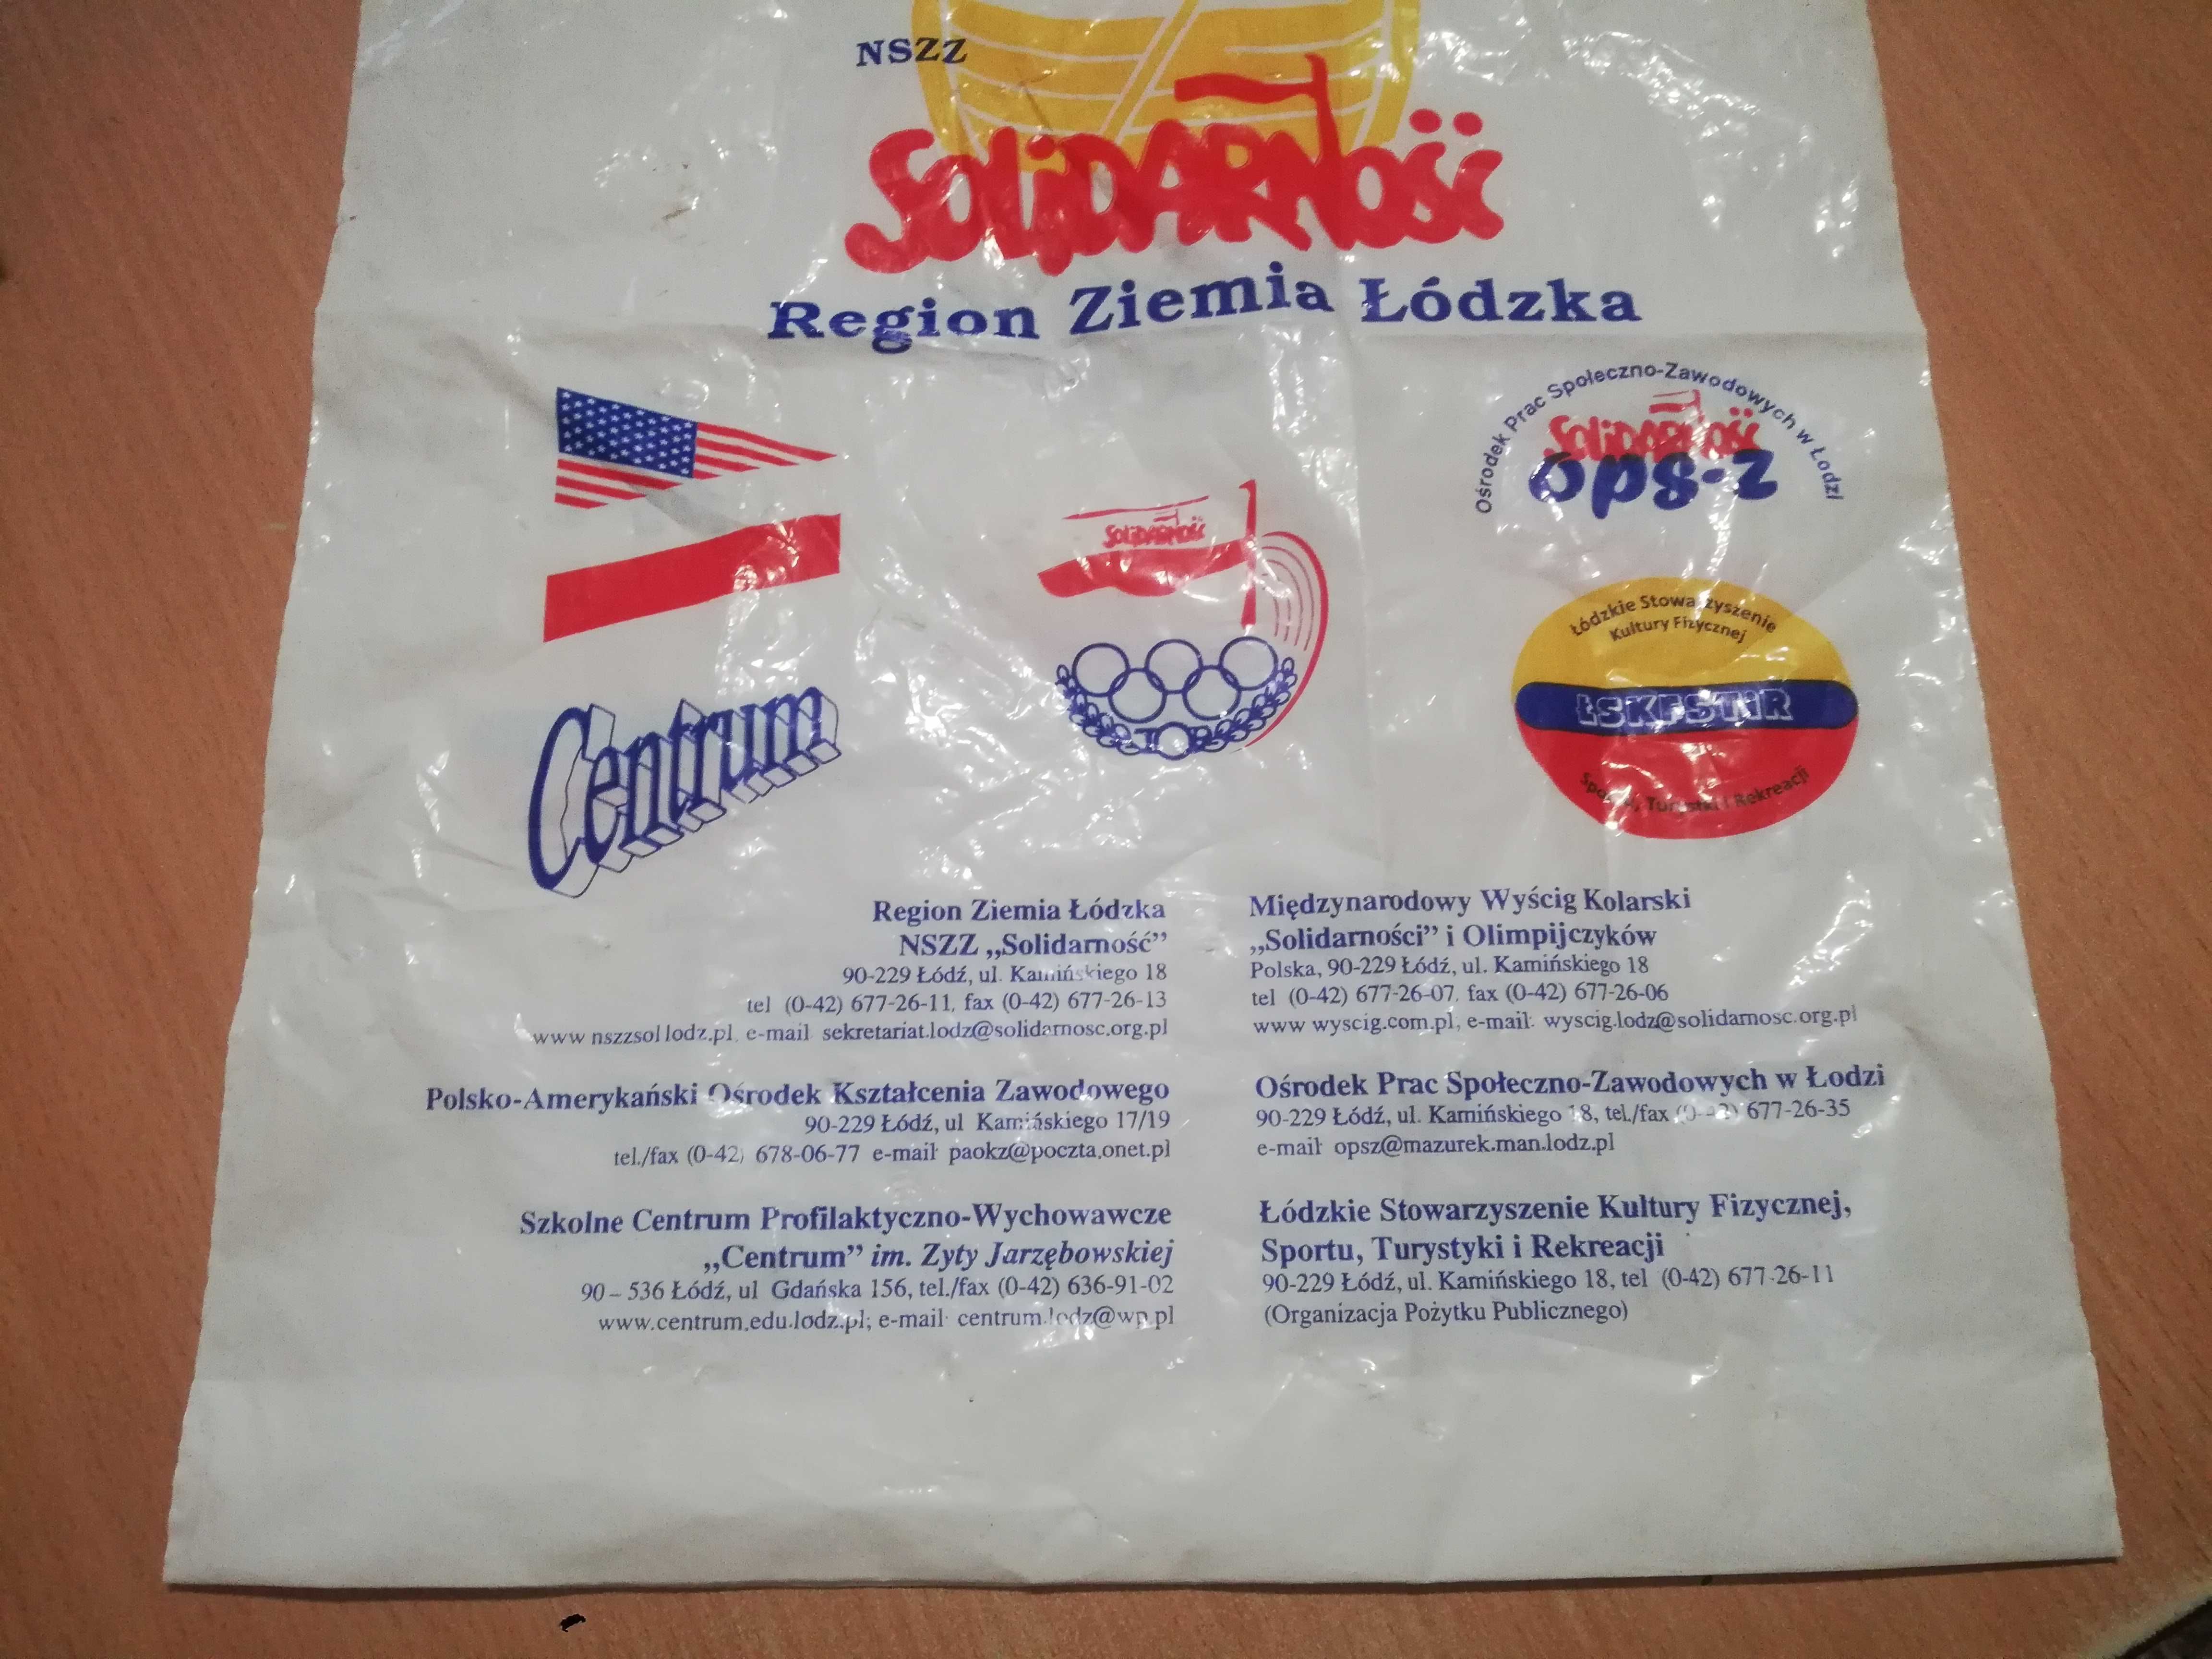 NSZZ
SOLIDARNOŚĆ
Region Ziemia Łódzka
Ośrodek Prac Społeczno-Zawodowych w Łodzi
SOLIDARNOŚĆ
ops-z
SOLIDARNOŚĆ
Łódzkie Stowarzyszenie
Kultury Fizycznej
ŁSKFSTiR
Sportu, Turystki i Rekreacji
Centrum
Region Ziemia Łódzka
NSZZ „Solidarność”
90-229 Łódź, ul. Kamińskiego 18
tel (0-42) 677-26-11, fax (0-42) 677-26-13
www nszzsol lodz.pl, e-mail sekretariat.lodz@solidarnosc.org.pl
Polsko-Amerykański Ośrodek Kształcenia Zawodowego
90-229 Łódź, ul Kamińskiego 17/19
tel./fax (0-42) 678-06-77 e-mail paokz@poczta.onet.pl
Szkolne Centrum Profilaktyczno-Wychowawcze
„Centrum” im. Zyty Jarzębowskiej
90 – 536 Łódź, ul Gdańska 156, tel./fax (0-42) 636-91-02
www.centrum.edu.lodz.pl; e-mail centrum.lodz@wp.pl
Międzynarodowy Wyścig Kolarski
„Solidarności” i Olimpijczyków
Polska, 90-229 Łódź, ul. Kamińskiego 18
tel (0-42) 677-26-07, fax (0-42) 677-26-06
www wyscig.com.pl, e-mail: wyscig.lodz@solidarnosc.org.pl
Ośrodek Prac Społeczno-Zawodowych w Łodzi
90-229 Łódź, ul. Kamińskiego 18, tel./fax (0-42) 677-26-35
e-mail opsz@mazurek.man.lodz.pl
Łódzkie Stowarzyszenie Kultury Fizycznej,
Sportu, Turystyki i Rekreacji
90-229 Łódź, ul. Kamińskiego 18, tel (0-42) 677-26-11
(Organizacja Pożytku Publicznego)